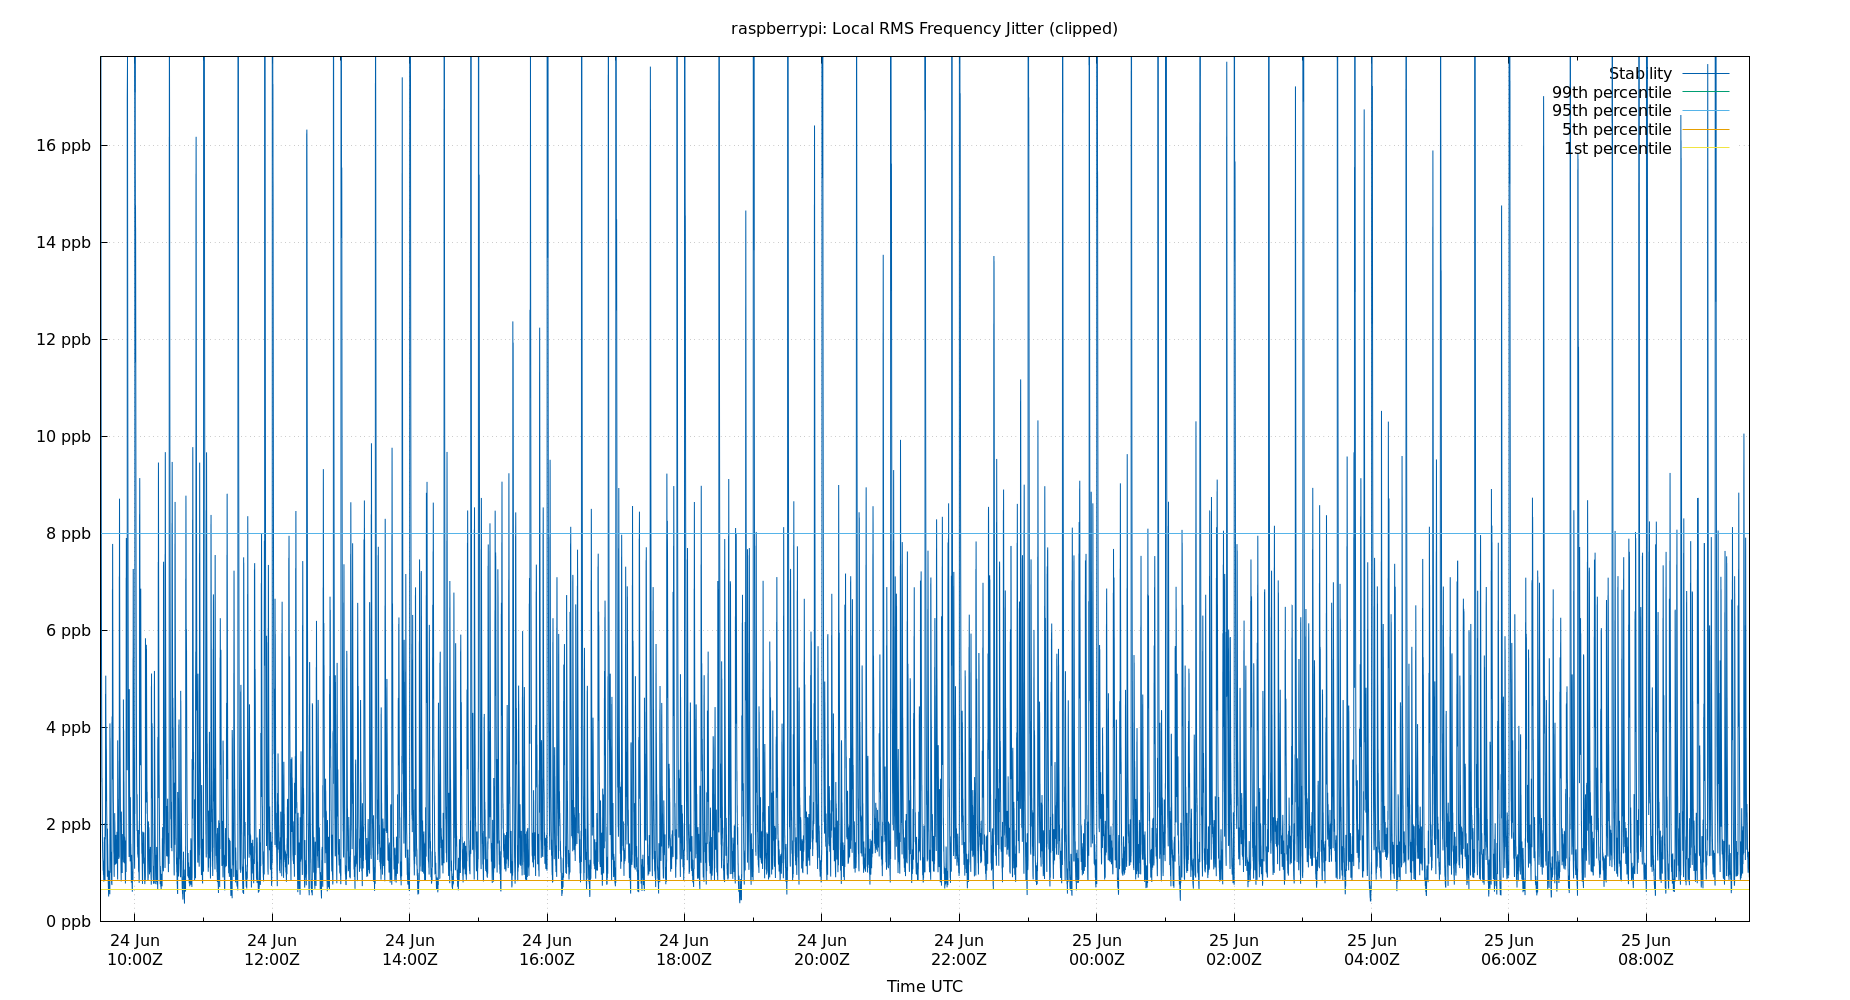 raspberrypi: Local RMS Frequency Jitter (clipped)
Stability
99th percentile
95th percentile
5th percentile
1st percentile
16 ppb
14 ppb
12 ppb
10 ppb
8 ppb
6 ppb
4 ppb
2 ppb
0 ppb
24 Jun 24 Jun 24 Jun 24 Jun 24 Jun 24 Jun 24 Jun 25 Jun 25 Jun 25 Jun 25 Jun 25 Jun
10:00Z 12:00Z 14:00Z 16:00Z 18:00Z 20:00Z 22:00Z 00:00Z 02:00Z 04:00Z 06:00Z 08:00Z
Time UTC